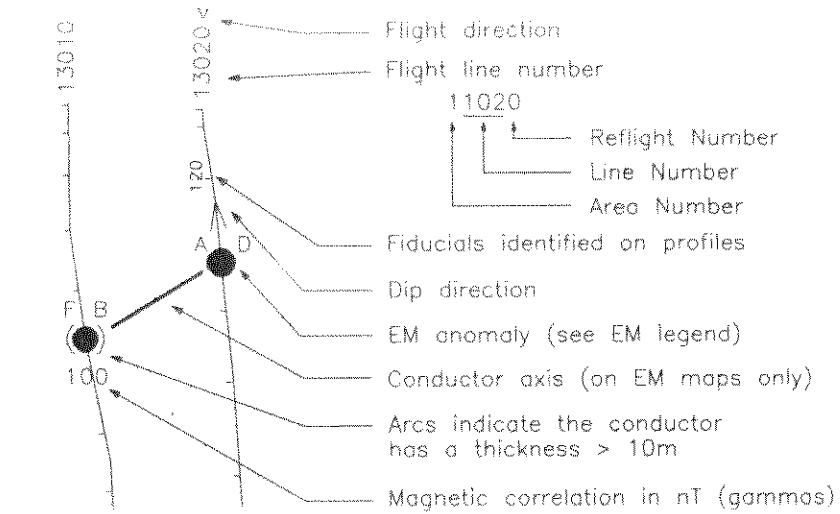 13010
13020 <
Flight direction
Flight line number
11020
Reflight Number
Line Number
Area Number
120
Fiducials identified on profiles
A D
Dip direction
F B
EM anomaly (see EM legend)
100
Conductor axis (on EM maps only)
Arcs indicate the conductor
has a thickness > 10m
Magnetic correlation in nT (gammas)